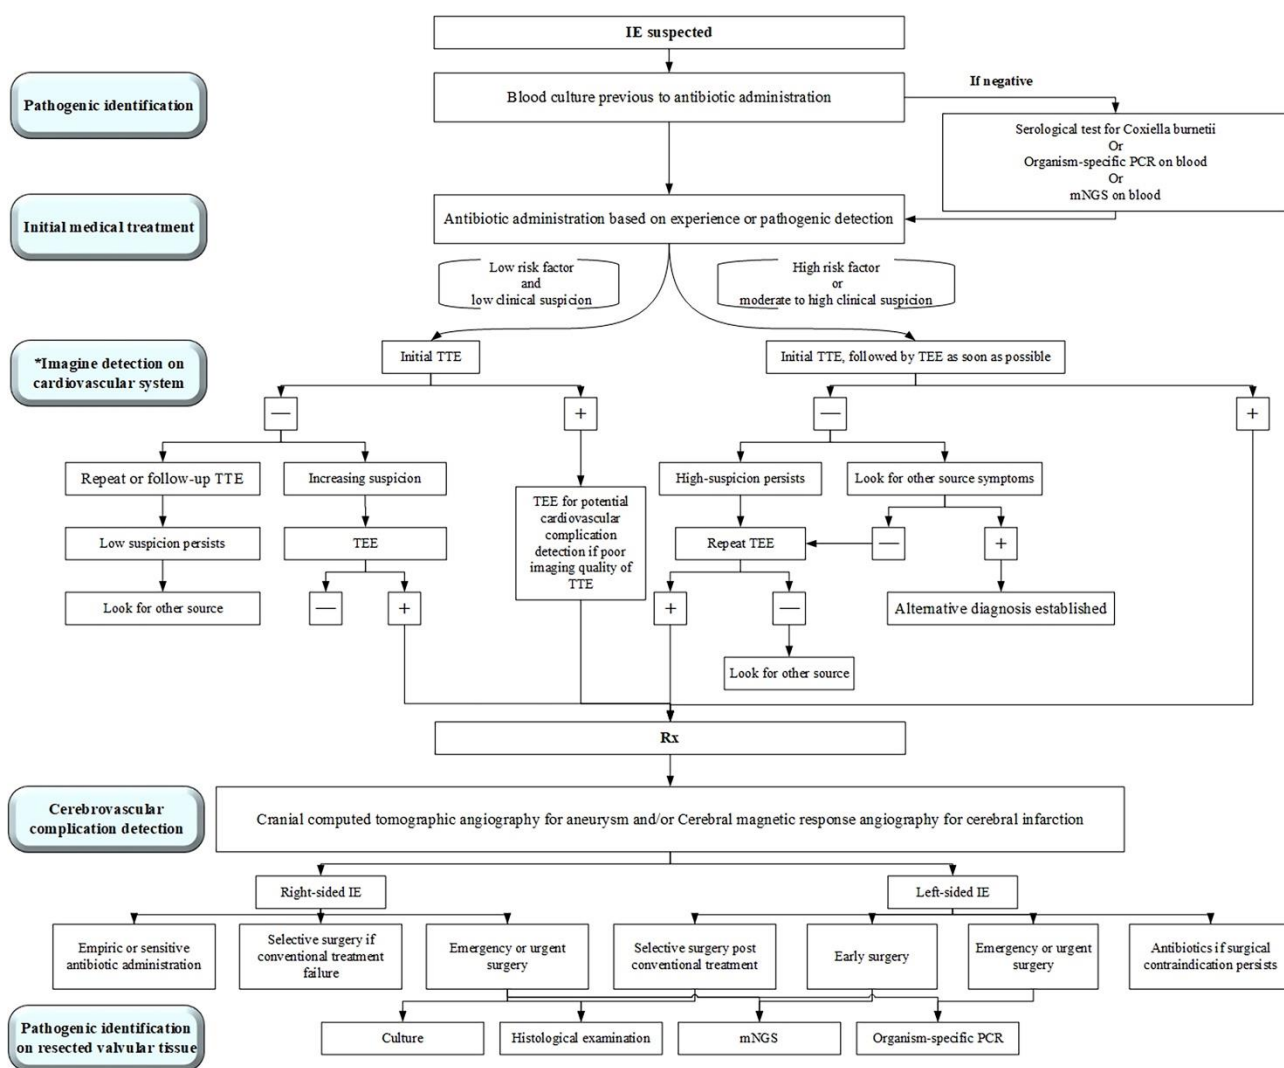 IE suspected
Pathogenic identification
Blood culture previous to antibiotic administration
If negative
Serological test for Coxiella burnetii
Or
Organism-specific PCR on blood
Or
mNGS on blood
Initial medical treatment
Antibiotic administration based on experience or pathogenic detection
Low risk factor
and
low clinical suspicion
High risk factor
or
moderate to high clinical suspicion
*Imagine detection on
cardiovascular system
Initial TTE
Initial TTE, followed by TEE as soon as possible
—
+
—
+
Repeat or follow-up TTE
Increasing suspicion
High-suspicion persists
Look for other source symptoms
TEE for potential
cardiovascular
complication
detection if poor
imaging quality of
TTE
Low suspicion persists
TEE
Repeat TEE
—
+
Look for other source
—
+
+
—
Alternative diagnosis established
Look for other source
Rx
Cerebrovascular
complication detection
Cranial computed tomographic angiography for aneurysm and/or Cerebral magnetic response angiography for cerebral infarction
Right-sided IE
Left-sided IE
Empiric or sensitive
antibiotic administration
Selective surgery if
conventional treatment
failure
Emergency or urgent
surgery
Selective surgery post
conventional treatment
Early surgery
Emergency or urgent
surgery
Antibiotics if surgical
contraindication persists
Pathogenic identification
on resected valvular tissue
Culture
Histological examination
mNGS
Organism-specific PCR